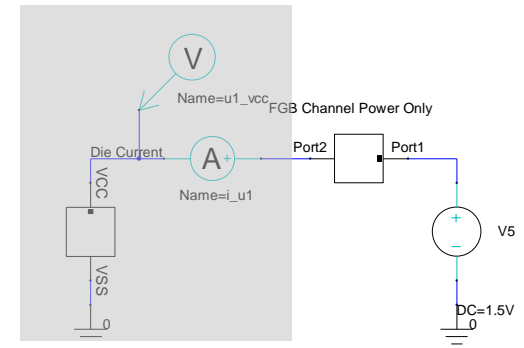 V
Name=u1_vcc
FGB Channel Power Only
Die Current
A
+
Port2
Port1
VCC
Name=i_u1
+
V5
VSS
DC=1.5V
0
0